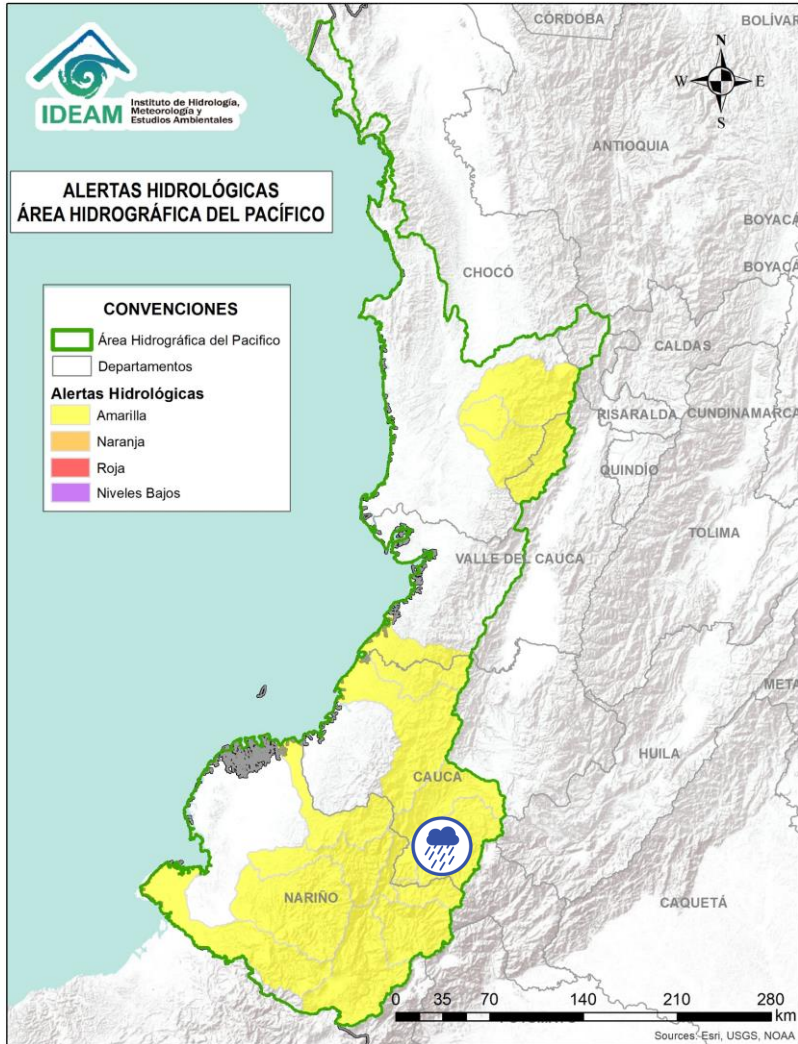 CÓRDOBA
BOLÍVAR
IDEAM
Instituto de Hidrología,
Meteorología y
Estudios Ambientales
N
W
E
S
ANTIOQUIA
ALERTAS HIDROLÓGICAS
ÁREA HIDROGRÁFICA DEL PACÍFICO
BOYACÁ
BOYACÁ
CHOCÓ
CONVENCIONES
Área Hidrográfica del Pacífico
Departamentos
Alertas Hidrológicas
Amarilla
Naranja
Roja
Niveles Bajos
CALDAS
RISARALDA
CUNDINAMARCA
QUINDÍO
TOLIMA
VALLE DEL CAUCA
META
HUILA
CAUCA
NARIÑO
CAQUETÁ
0 35 70 140 210 280
km
Sources: Esri, USGS, NOAA